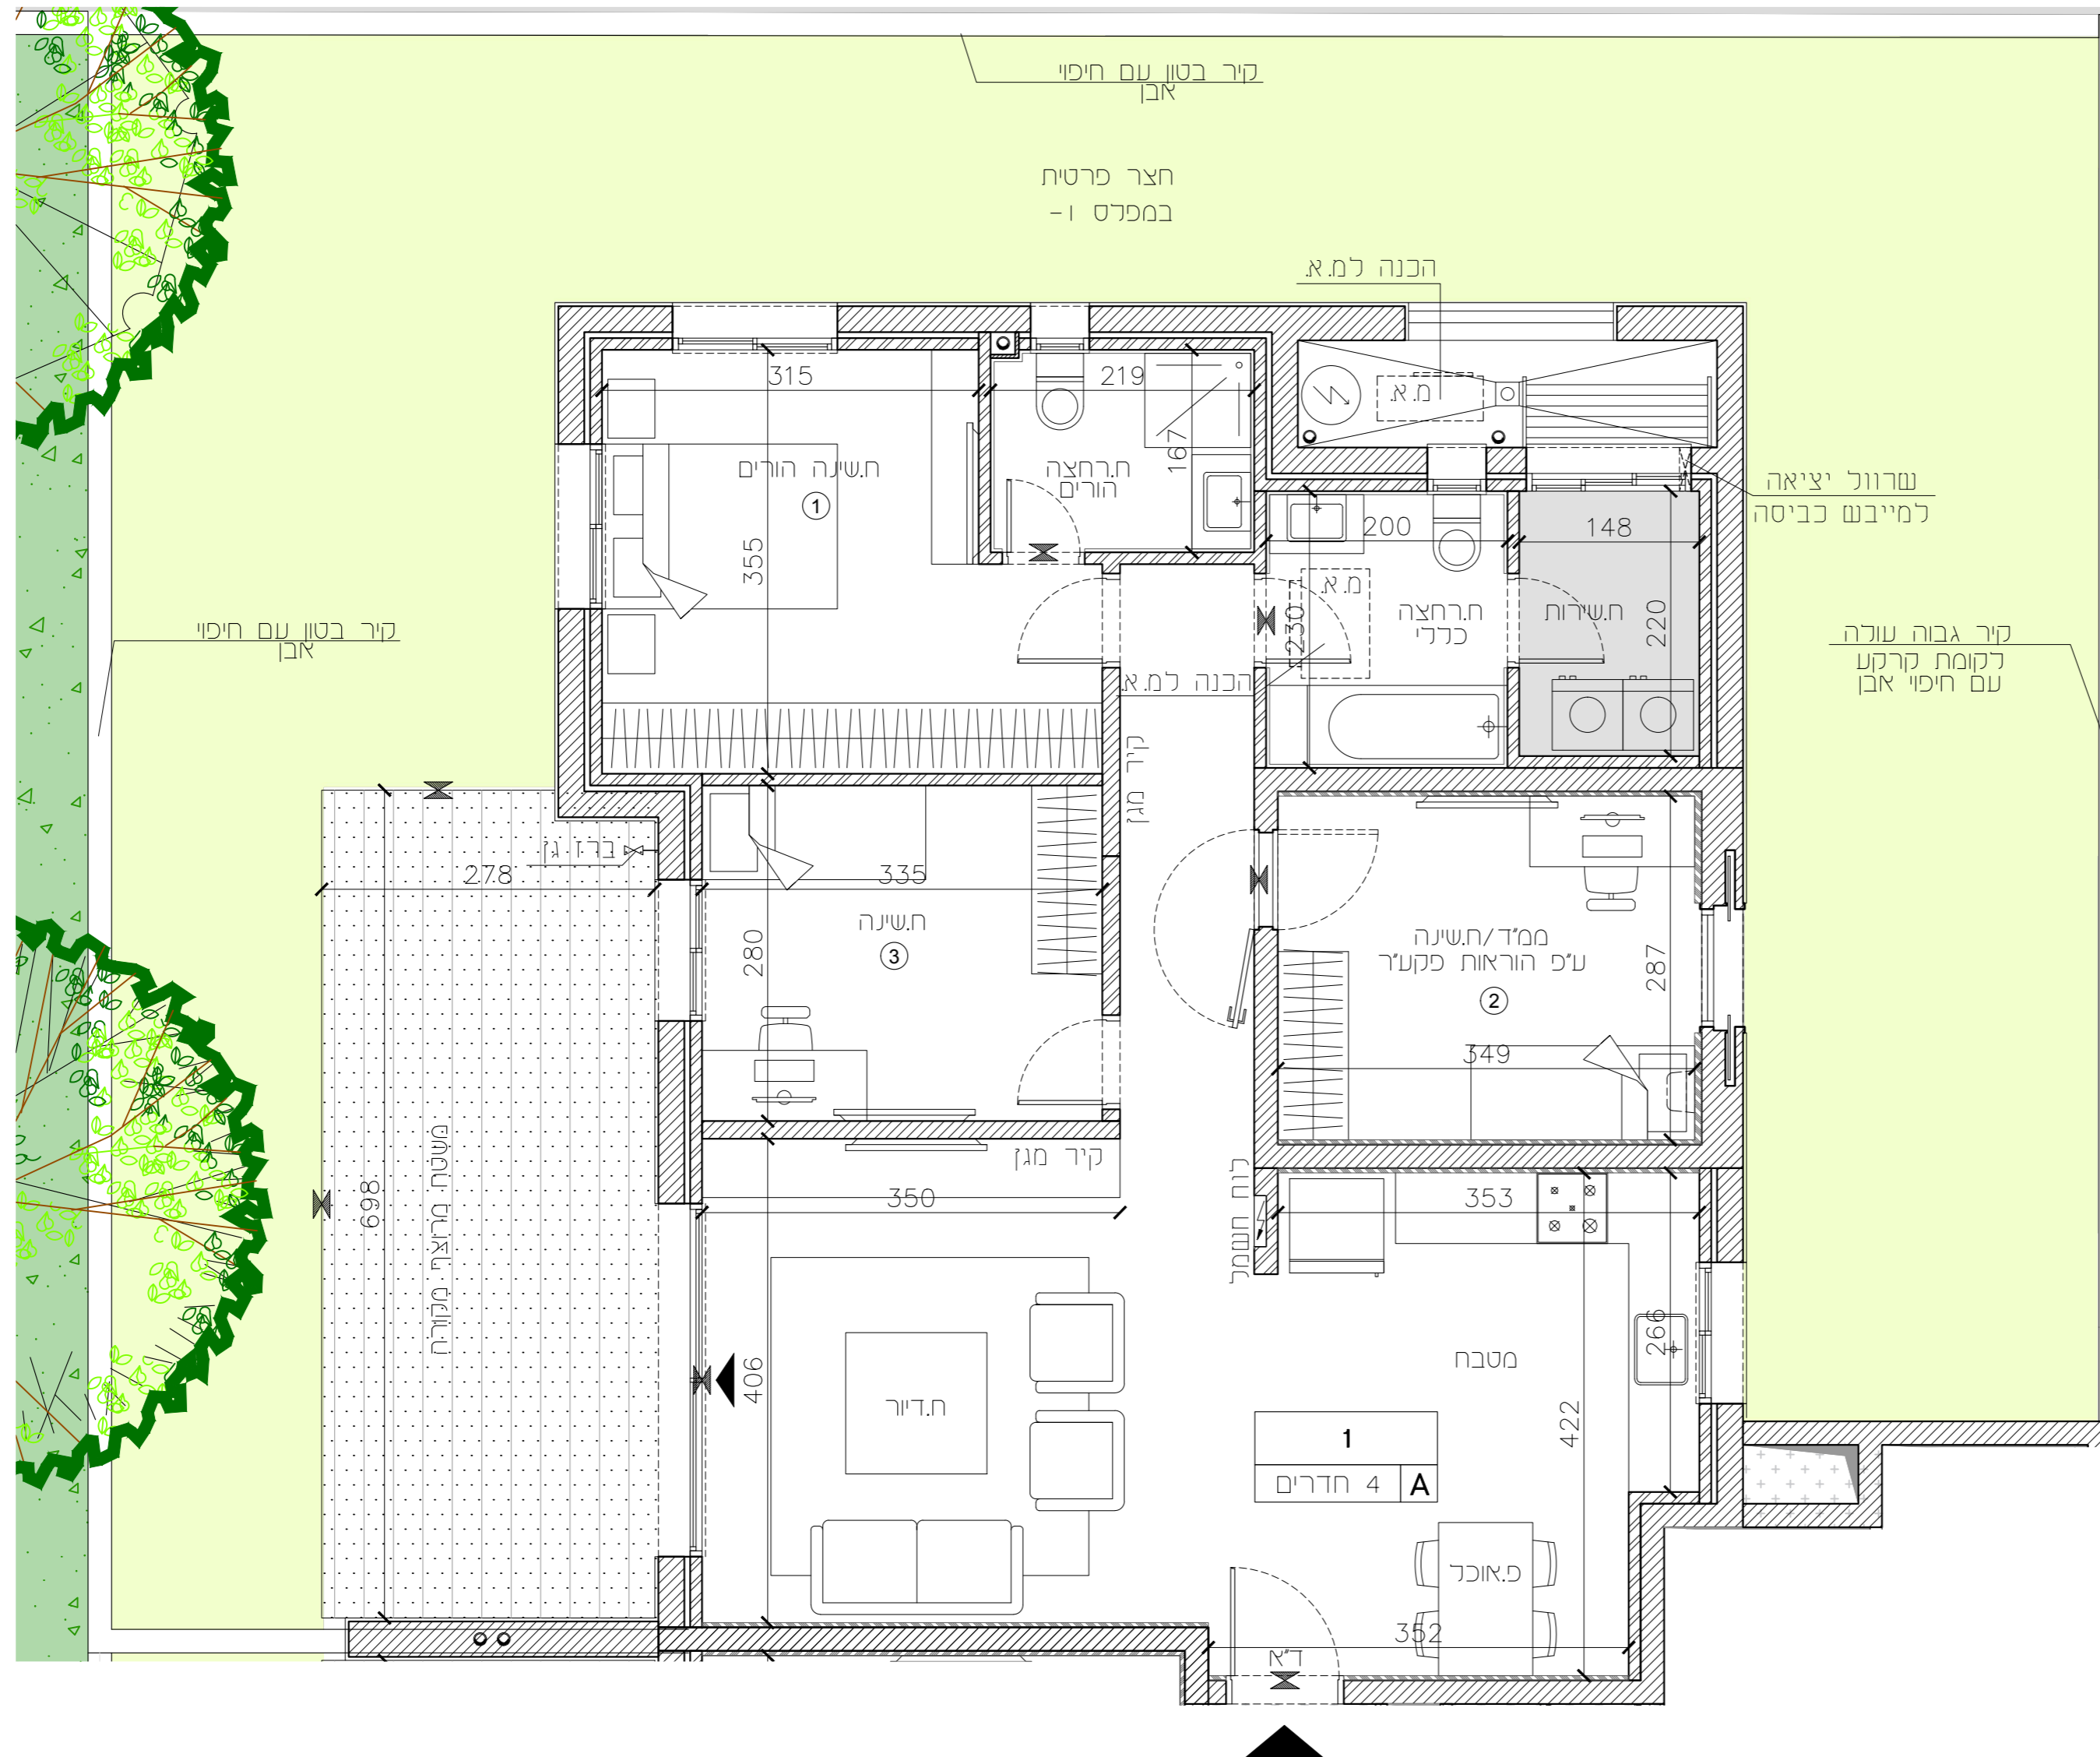 קיר בטון עם חיפוי
אבן
חצר פרטית
במפלס 1-
הכנה למ.א.
315
219
מ.א.
167
ח.שינה הורים
1
ח.רחצה
הורים
שרוול יציאה
למייבש כביסה
355
200
148
מ.א.
230
ח.רחצה
כללי
ח.שירות
220
קיר בטון עם חיפוי
אבן
קיר גבוה עולה
לקומת קרקע
עם חיפוי אבן
הכנה למ.א.
קיר מגן
ברז גן
278
335
280
ח.שינה
3
ממ"ד/ח.שינה
ע"פ הוראות פקע"ר
2
287
349
קיר מגן
לוח חשמל
350
353
698
משטח מרוצף מקורה
266
מטבח
406
ח.דיור
422
1
4 חדרים A
פ.אוכל
352
ד"א